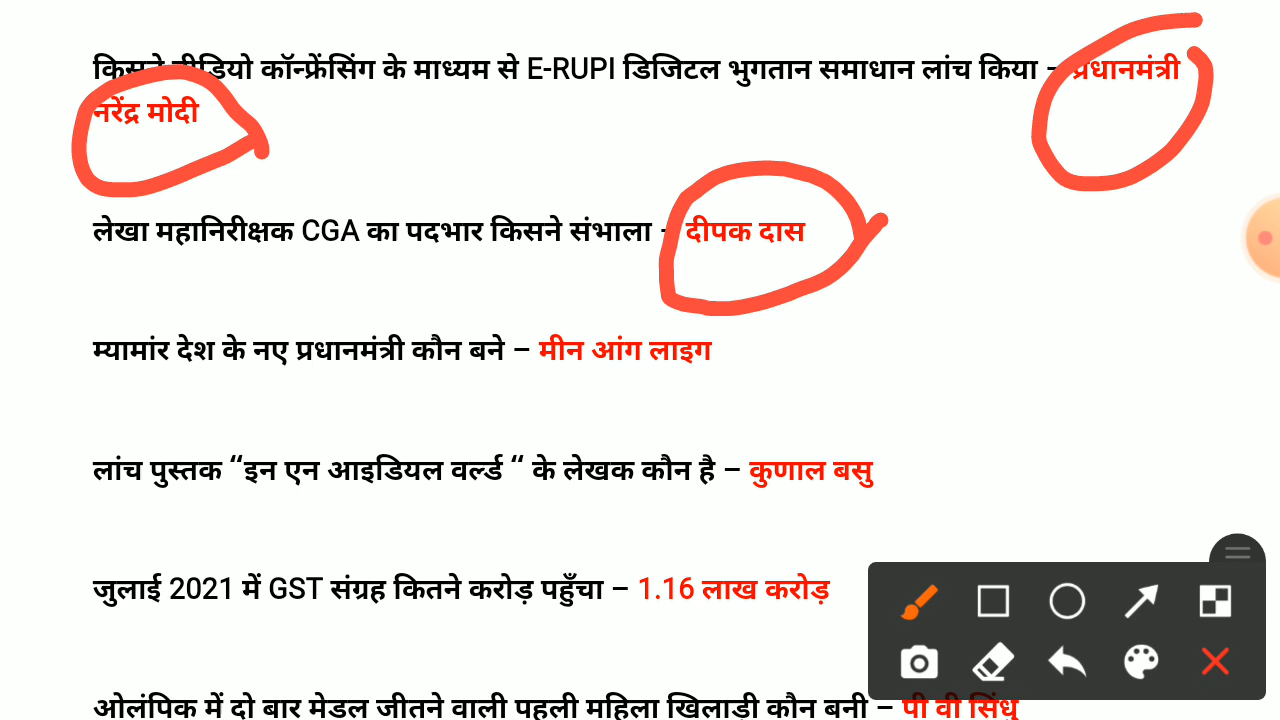 किसने वीडियो कॉन्फ्रेंसिंग के माध्यम से E-RUPI डिजिटल भुगतान समाधान लांच किया – प्रधानमंत्री
नरेंद्र मोदी
लेखा महानिरीक्षक CGA का पदभार किसने संभाला – दीपक दास
म्यामांर देश के नए प्रधानमंत्री कौन बने – मीन आंग लाइग
लांच पुस्तक “इन एन आइडियल वर्ल्ड “ के लेखक कौन है – कुणाल बसु
जुलाई 2021 में GST संग्रह कितने करोड़ पहुँचा – 1.16 लाख करोड़
ओलंपिक में दो बार मेडल जीतने वाली पहली महिला खिलाड़ी कौन बनी – पी वी सिंधु